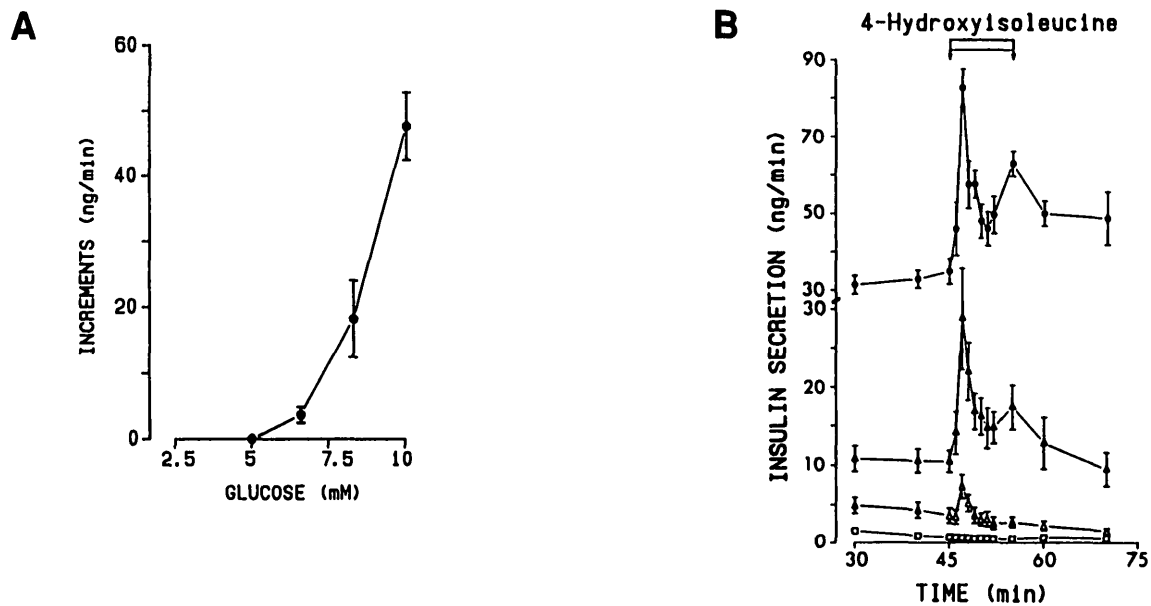 A
60
40
20
0
INCREMENTS (ng/min)
2.5 5 7.5 10
GLUCOSE (mM)
B
4-Hydroxyisoleucine
90
70
50
30
30
20
10
0
INSULIN SECRETION (ng/min)
30 45 60 75
TIME (min)